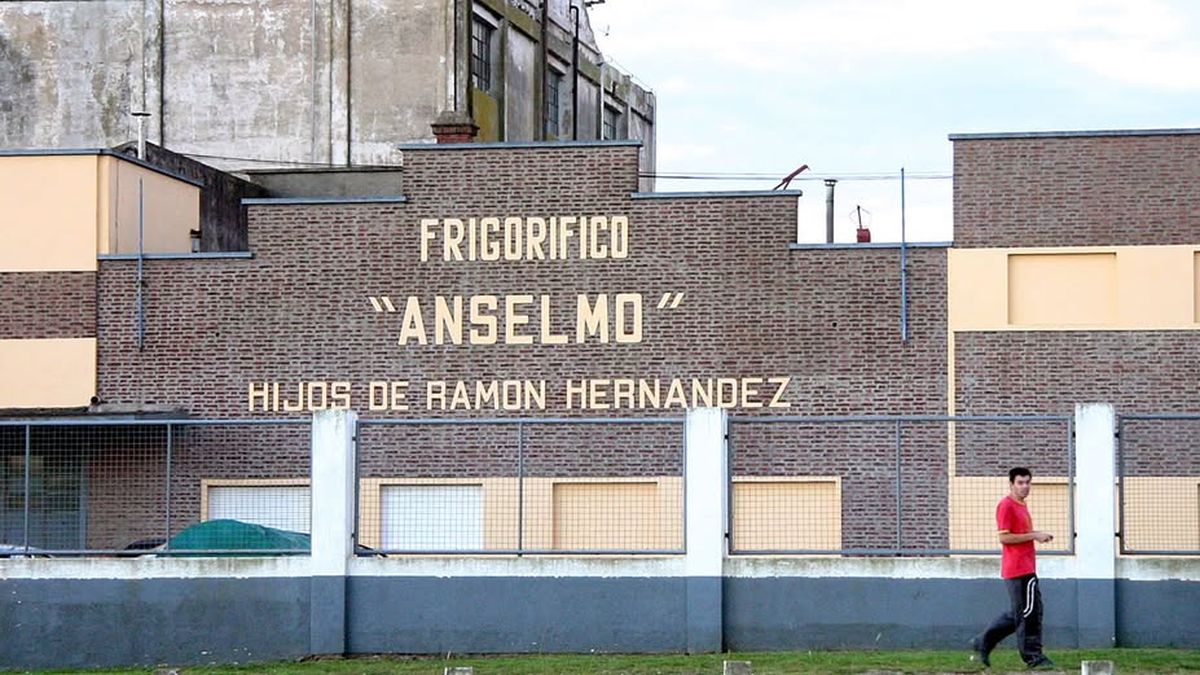 FRIGORIFICO
"ANSELMO"
HIJOS DE RAMON HERNANDEZ